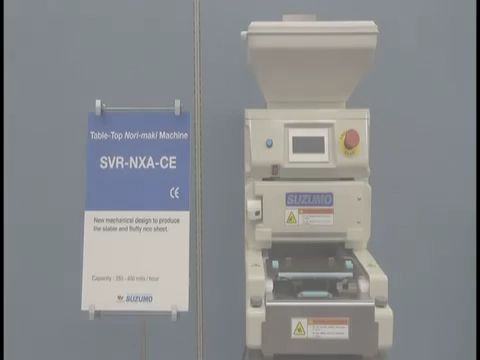 Table-Top Nori-maki Machine
SVR-NXA-CE
CE
New mechanical design to produce
the stable and fluffy rice sheet.
Capacity : 350 - 400 rolls / hour
SUZUMO
SUZUMO